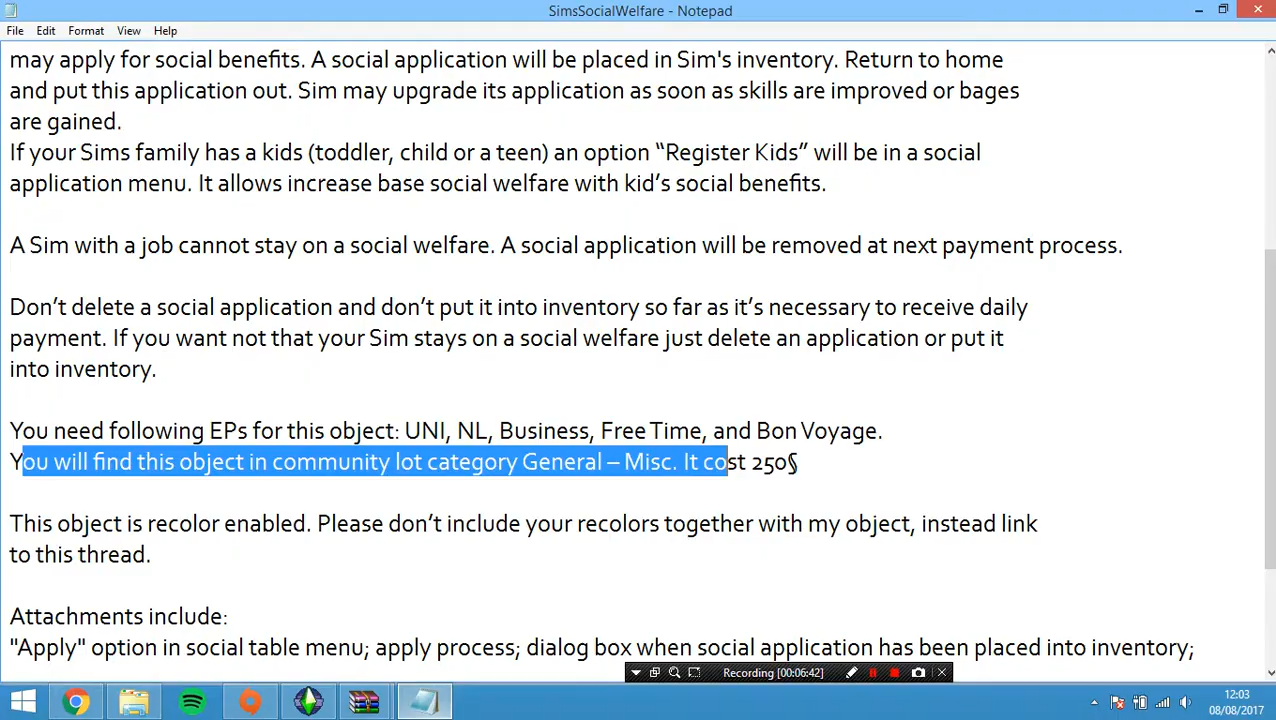 SimsSocialWelfare - Notepad
File Edit Format View Help
may apply for social benefits. A social application will be placed in Sim's inventory. Return to home
and put this application out. Sim may upgrade its application as soon as skills are improved or bages
are gained.
If your Sims family has a kids (toddler, child or a teen) an option “Register Kids” will be in a social
application menu. It allows increase base social welfare with kid’s social benefits.
A Sim with a job cannot stay on a social welfare. A social application will be removed at next payment process.
Don’t delete a social application and don’t put it into inventory so far as it’s necessary to receive daily
payment. If you want not that your Sim stays on a social welfare just delete an application or put it
into inventory.
You need following EPs for this object: UNI, NL, Business, Free Time, and Bon Voyage.
You will find this object in community lot category General – Misc. It cost 250§
This object is recolor enabled. Please don’t include your recolors together with my object, instead link
to this thread.
Attachments include:
"Apply" option in social table menu; apply process; dialog box when social application has been placed into inventory;
Recording [00:06:42]
12:03
08/08/2017